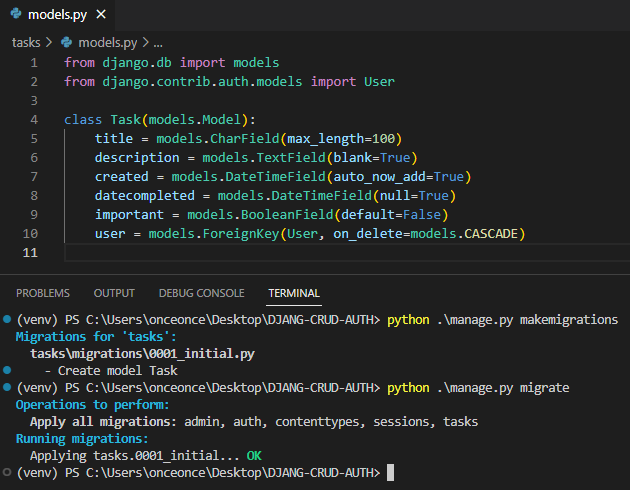 models.py
tasks > models.py > ...
1 from django.db import models
2 from django.contrib.auth.models import User
3
4 class Task(models.Model):
5     title = models.CharField(max_length=100)
6     description = models.TextField(blank=True)
7     created = models.DateTimeField(auto_now_add=True)
8     datecompleted = models.DateTimeField(null=True)
9     important = models.BooleanField(default=False)
10     user = models.ForeignKey(User, on_delete=models.CASCADE)
11
PROBLEMS OUTPUT DEBUG CONSOLE TERMINAL
(venv) PS C:\Users\onceonce\Desktop\DJANG-CRUD-AUTH> python .\manage.py makemigrations
Migrations for 'tasks':
  tasks\migrations\0001_initial.py
    - Create model Task
(venv) PS C:\Users\onceonce\Desktop\DJANG-CRUD-AUTH> python .\manage.py migrate
Operations to perform:
  Apply all migrations: admin, auth, contenttypes, sessions, tasks
Running migrations:
  Applying tasks.0001_initial... OK
(venv) PS C:\Users\onceonce\Desktop\DJANG-CRUD-AUTH>